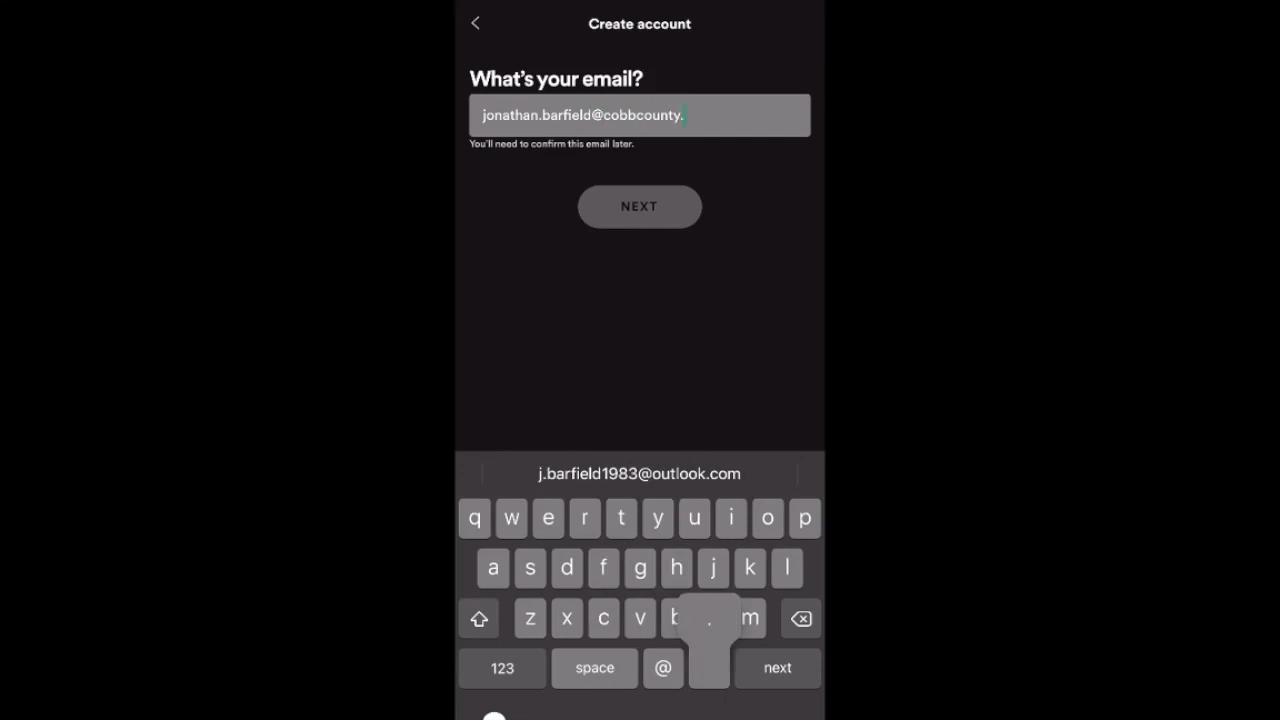 Create account
What's your email?
jonathan.barfield@cobbcounty.
You'll need to confirm this email later.
NEXT
j.barfield1983@outlook.com
q w e r t y u i o p
a s d f g h j k l
z x c v b . m
123 space @ next